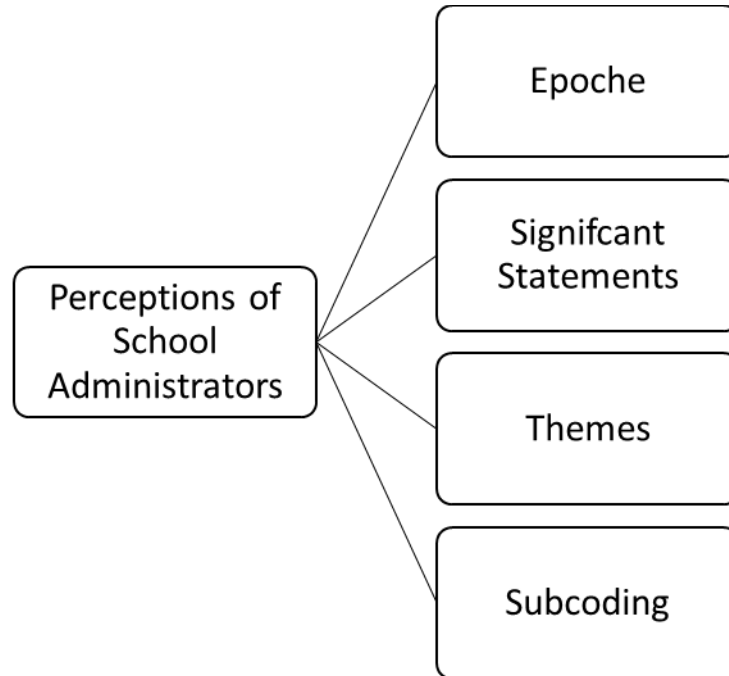 Epoche
Signifcant
Statements
Perceptions of
School
Administrators
Themes
Subcoding